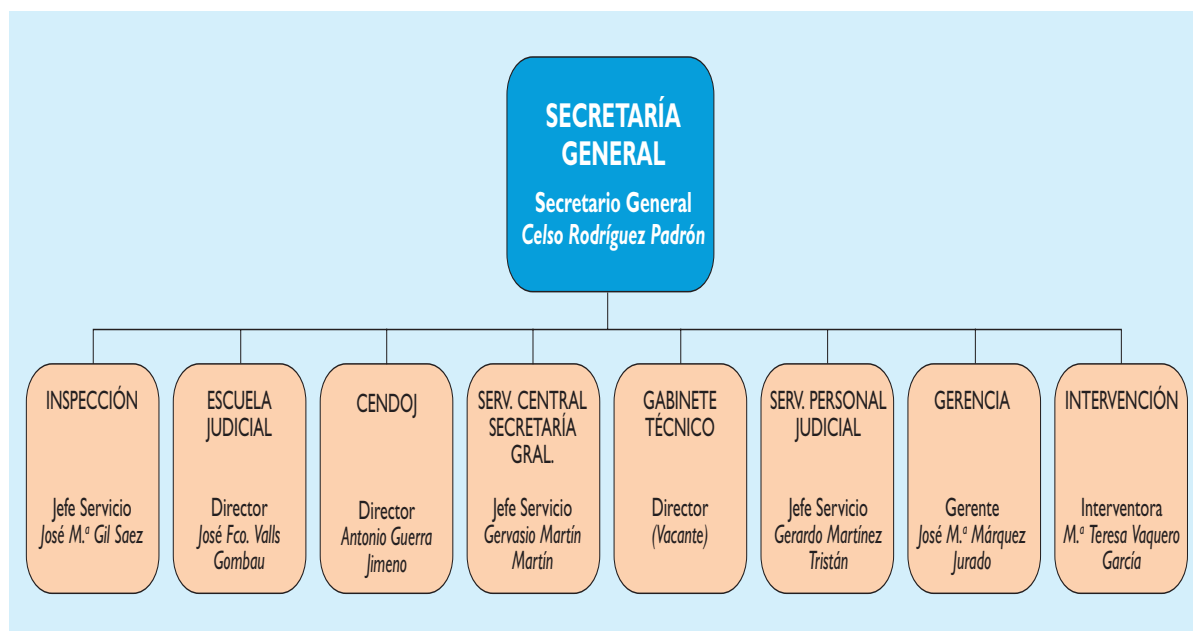 SECRETARÍA
GENERAL
Secretario General
Celso Rodríguez Padrón
INSPECCIÓN
Jefe Servicio
José M.ª Gil Saez
ESCUELA
JUDICIAL
Director
José Fco. Valls
Gombau
CENDOJ
Director
Antonio Guerra
Jimeno
SERV. CENTRAL
SECRETARÍA
GRAL.
Jefe Servicio
Gervasio Martín
Martín
GABINETE
TÉCNICO
Director
(Vacante)
SERV. PERSONAL
JUDICIAL
Jefe Servicio
Gerardo Martínez
Tristán
GERENCIA
Gerente
José M.ª Márquez
Jurado
INTERVENCIÓN
Interventora
M.ª Teresa Vaquero
García